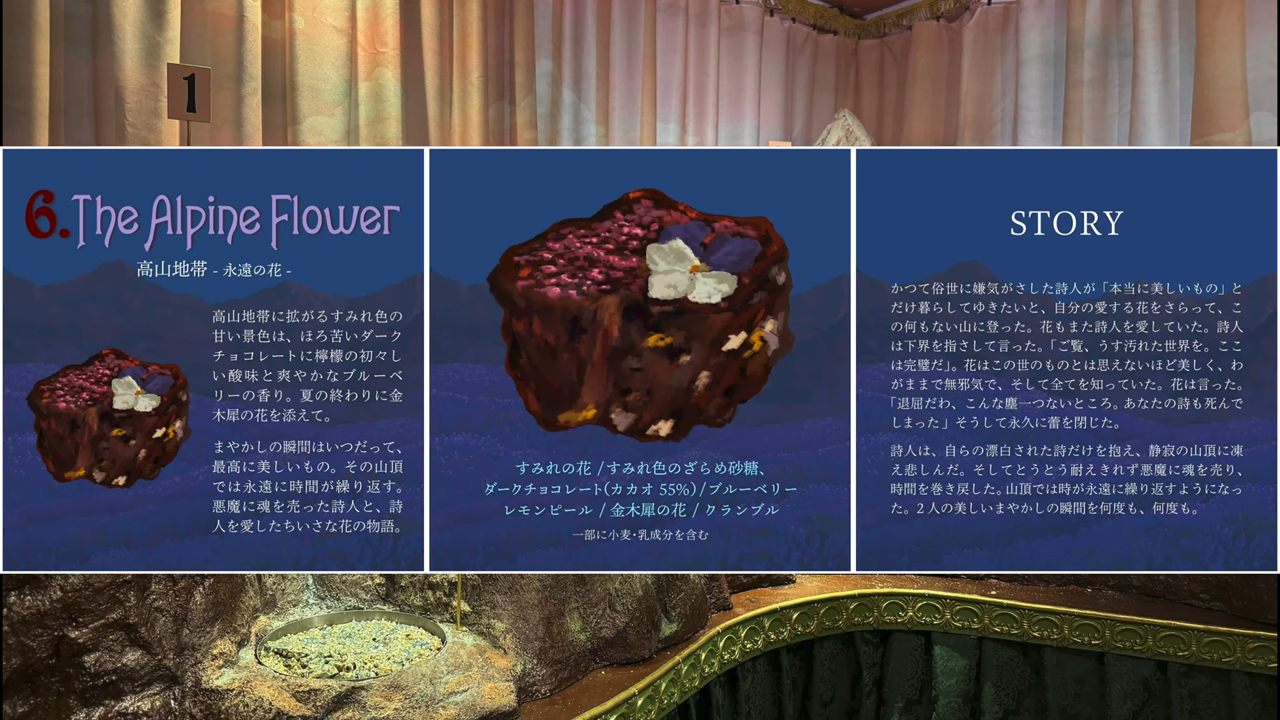 1
6. The Alpine Flower
高山地帯 - 永遠の花 -
高山地帯に拡がるすみれ色の
甘い景色は、ほろ苦いダーク
チョコレートに檸檬の初々し
い酸味と爽やかなブルーベ
リーの香り。夏の終わりに金
木犀の花を添えて。
まやかしの瞬間はいつだって、
最高に美しいもの。その山頂
では永遠に時間が繰り返す。
悪魔に魂を売った詩人と、詩
人を愛したちいさな花の物語。
すみれの花 / すみれ色のざらめ砂糖、
ダークチョコレート(カカオ 55%) / ブルーベリー
レモンピール / 金木犀の花 / クランブル
一部に小麦・乳成分を含む
STORY
かつて俗世に嫌気がさした詩人が「本当に美しいもの」と
だけ暮らしてゆきたいと、自分の愛する花をさらって、こ
の何もない山に登った。花もまた詩人を愛していた。詩人
は下界を指さして言った。「ご覧、うす汚れた世界を。ここ
は完璧だ」。花はこの世のものとは思えないほど美しく、わ
がままで無邪気で、そして全てを知っていた。花は言った。
「退屈だわ、こんな塵一つないところ。あなたの詩も死んで
しまった」そうして永久に蕾を閉じた。
詩人は、自らの漂白された詩だけを抱え、静寂の山頂に凍
え悲しんだ。そしてとうとう耐えきれず悪魔に魂を売り、
時間を巻き戻した。山頂では時が永遠に繰り返すようになっ
た。2人の美しいまやかしの瞬間を何度も、何度も。